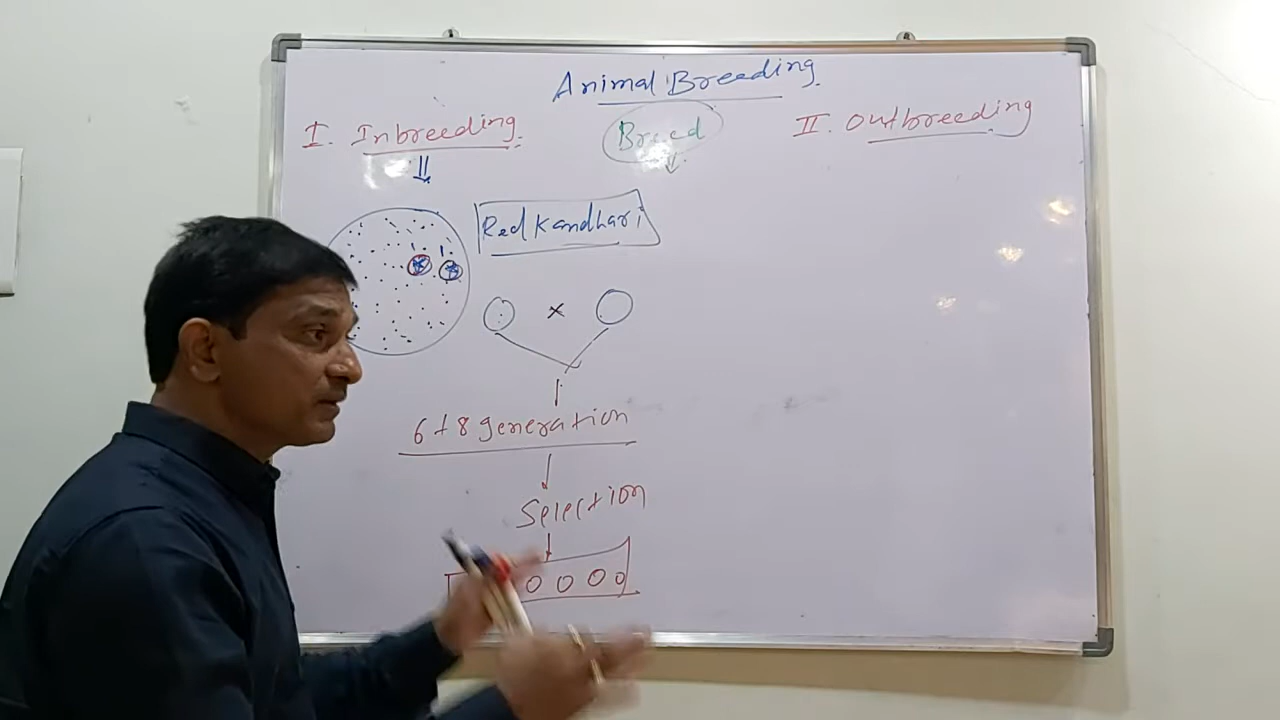 Animal Breeding.
I. Inbreeding.
Breed
II. Outbreeding
Red Kandhari
×
6 + 8 generation
Selection